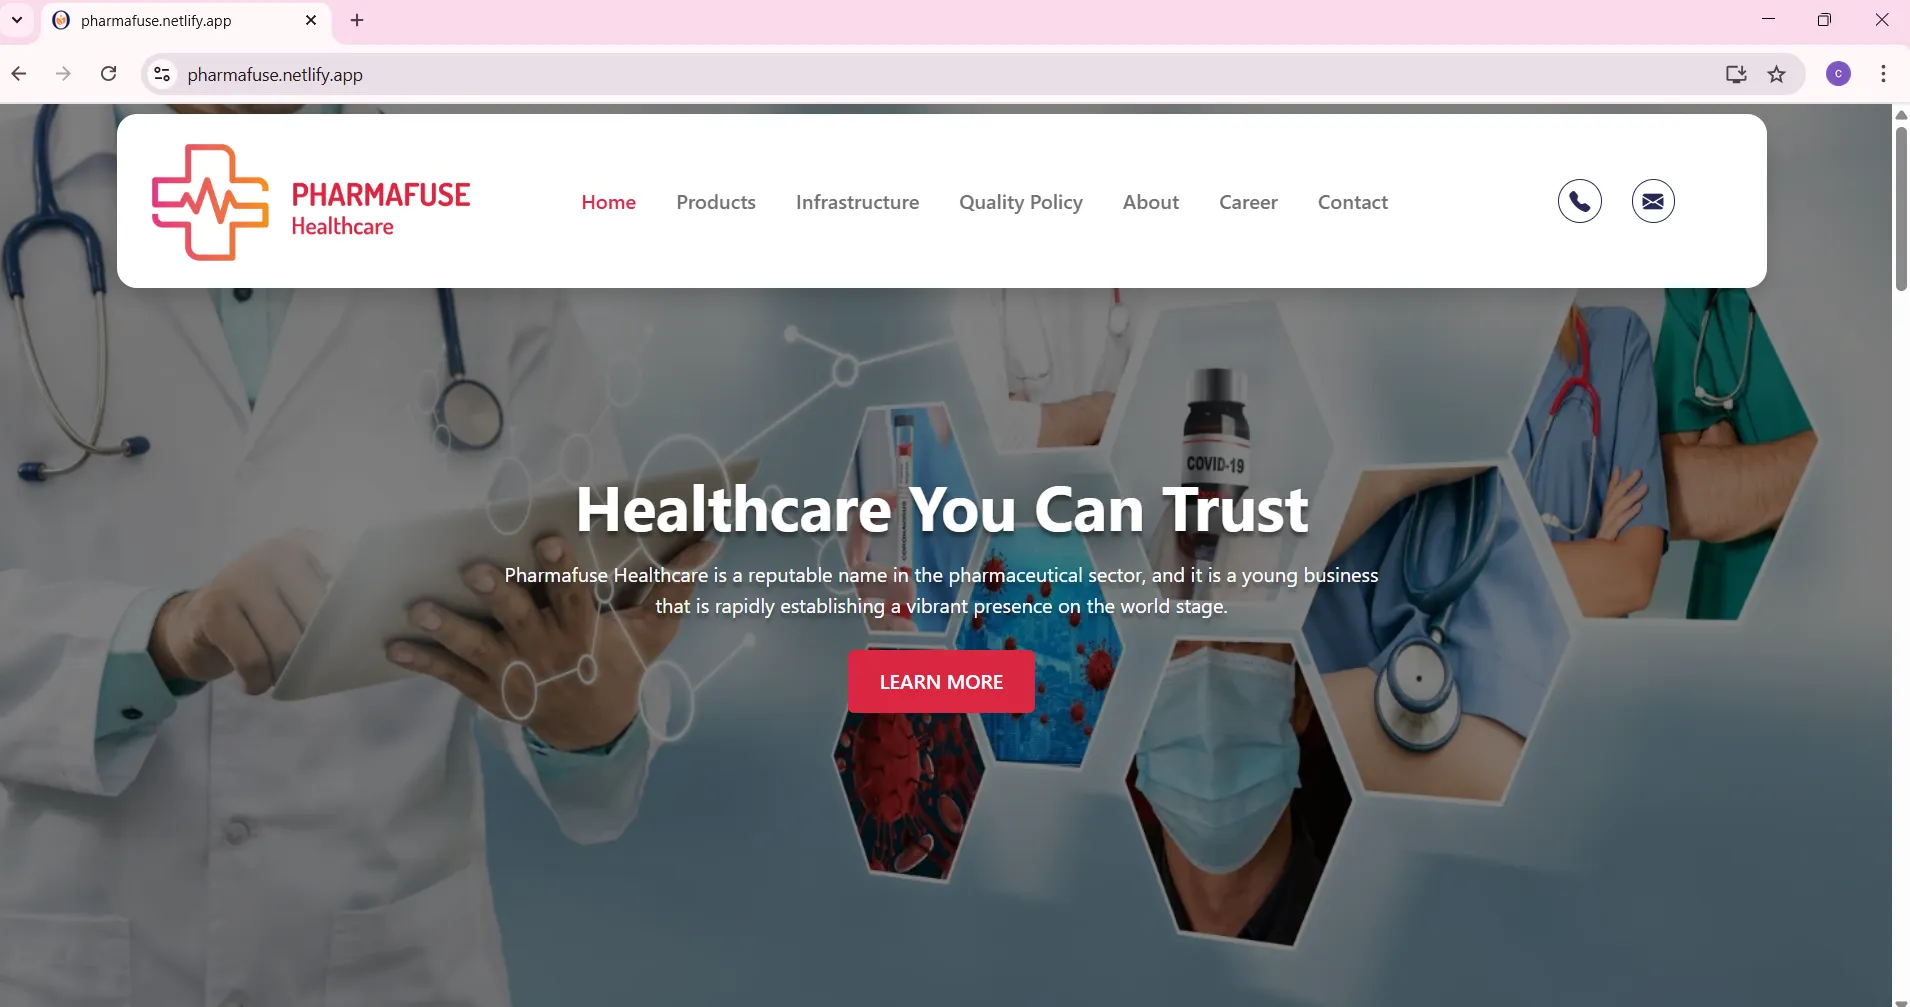 pharmafuse.netlify.app
pharmafuse.netlify.app
c
PHARMAFUSE
Healthcare
Home Products Infrastructure Quality Policy About Career Contact
COVID-19
Healthcare You Can Trust
Pharmafuse Healthcare is a reputable name in the pharmaceutical sector, and it is a young business
that is rapidly establishing a vibrant presence on the world stage.
LEARN MORE